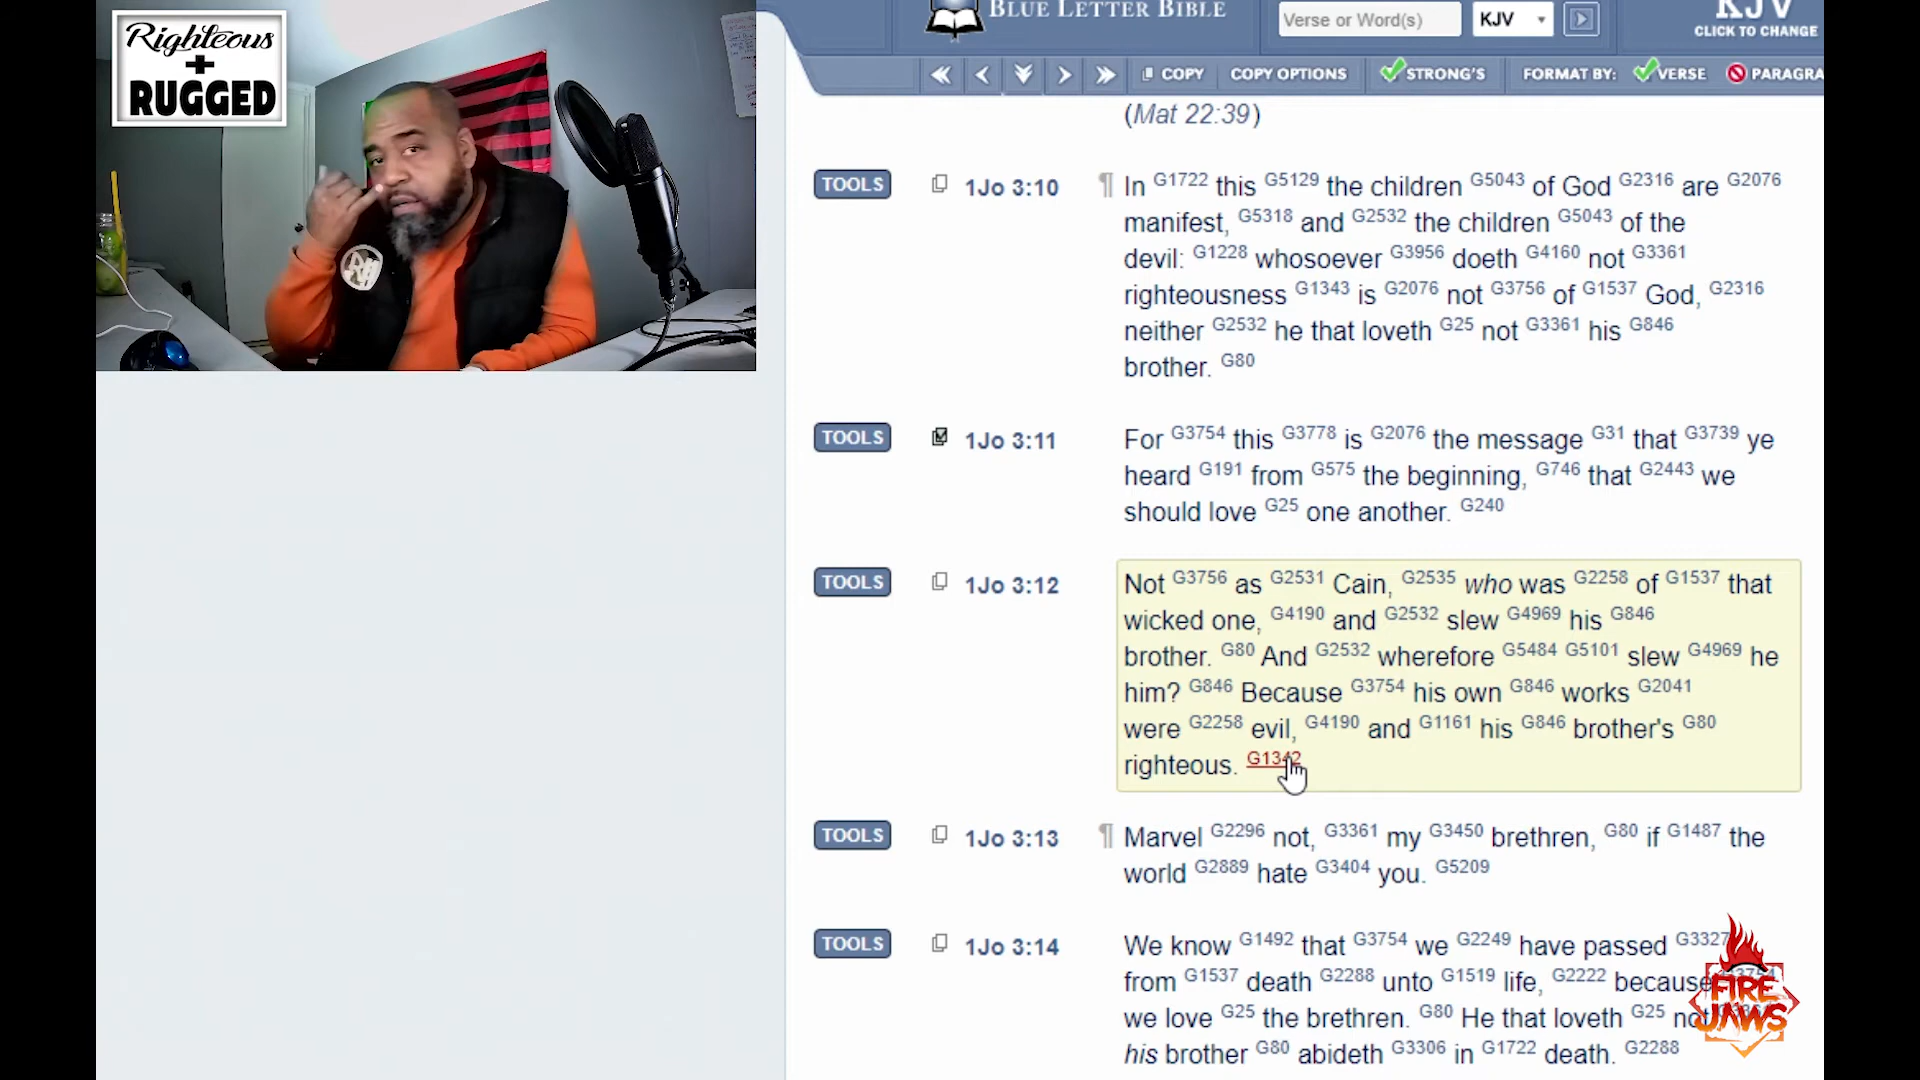 Righteous
+
RUGGED
BLUE LETTER BIBLE
Verse or Word(s)
KJV
KJV
CLICK TO CHANGE
COPY
COPY OPTIONS
STRONG'S
FORMAT BY:
VERSE
PARAGRA
(Mat 22:39)
TOOLS
1Jo 3:10
¶ In G1722 this G5129 the children G5043 of God G2316 are G2076
manifest, G5318 and G2532 the children G5043 of the
devil: G1228 whosoever G3956 doeth G4160 not G3361
righteousness G1343 is G2076 not G3756 of G1537 God, G2316
neither G2532 he that loveth G25 not G3361 his G846
brother. G80
TOOLS
1Jo 3:11
For G3754 this G3778 is G2076 the message G31 that G3739 ye
heard G191 from G575 the beginning, G746 that G2443 we
should love G25 one another. G240
TOOLS
1Jo 3:12
Not G3756 as G2531 Cain, G2535 who was G2258 of G1537 that
wicked one, G4190 and G2532 slew G4969 his G846
brother. G80 And G2532 wherefore G5484 G5101 slew G4969 he
him? G846 Because G3754 his own G846 works G2041
were G2258 evil, G4190 and G1161 his G846 brother's G80
righteous. G1342
TOOLS
1Jo 3:13
¶ Marvel G2296 not, G3361 my G3450 brethren, G80 if G1487 the
world G2889 hate G3404 you. G5209
TOOLS
1Jo 3:14
We know G1492 that G3754 we G2249 have passed G3327
from G1537 death G2288 unto G1519 life, G2222 because G3754
we love G25 the brethren. G80 He that loveth G25 not
his brother G80 abideth G3306 in G1722 death. G2288
FIRE
JAWS